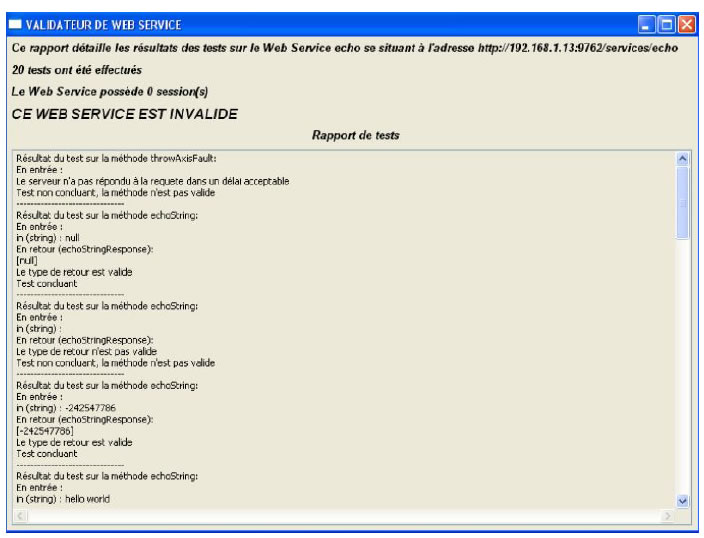 VALIDATEUR DE WEB SERVICE
Ce rapport détaille les résultats des tests sur le Web Service echo se situant à l'adresse http://192.168.1.13:9762/services/echo
20 tests ont été effectués
Le Web Service possède 0 session(s)
CE WEB SERVICE EST INVALIDE
Rapport de tests
Résultat du test sur la méthode throwAxisFault:
En entrée :
Le serveur n'a pas répondu à la requete dans un délai acceptable
Test non concluant, la méthode n'est pas valide
--------------------------------
Résultat du test sur la méthode echoString:
En entrée :
in (string) : null
En retour (echoStringResponse):
[null]
Le type de retour est valide
Test concluant
--------------------------------
Résultat du test sur la méthode echoString:
En entrée :
in (string) :
En retour (echoStringResponse):
Le type de retour n'est pas valide
Test non concluant, la méthode n'est pas valide
--------------------------------
Résultat du test sur la méthode echoString:
En entrée :
in (string) : -242547786
En retour (echoStringResponse):
[-242547786]
Le type de retour est valide
Test concluant
--------------------------------
Résultat du test sur la méthode echoString:
En entrée :
in (string) : hello world